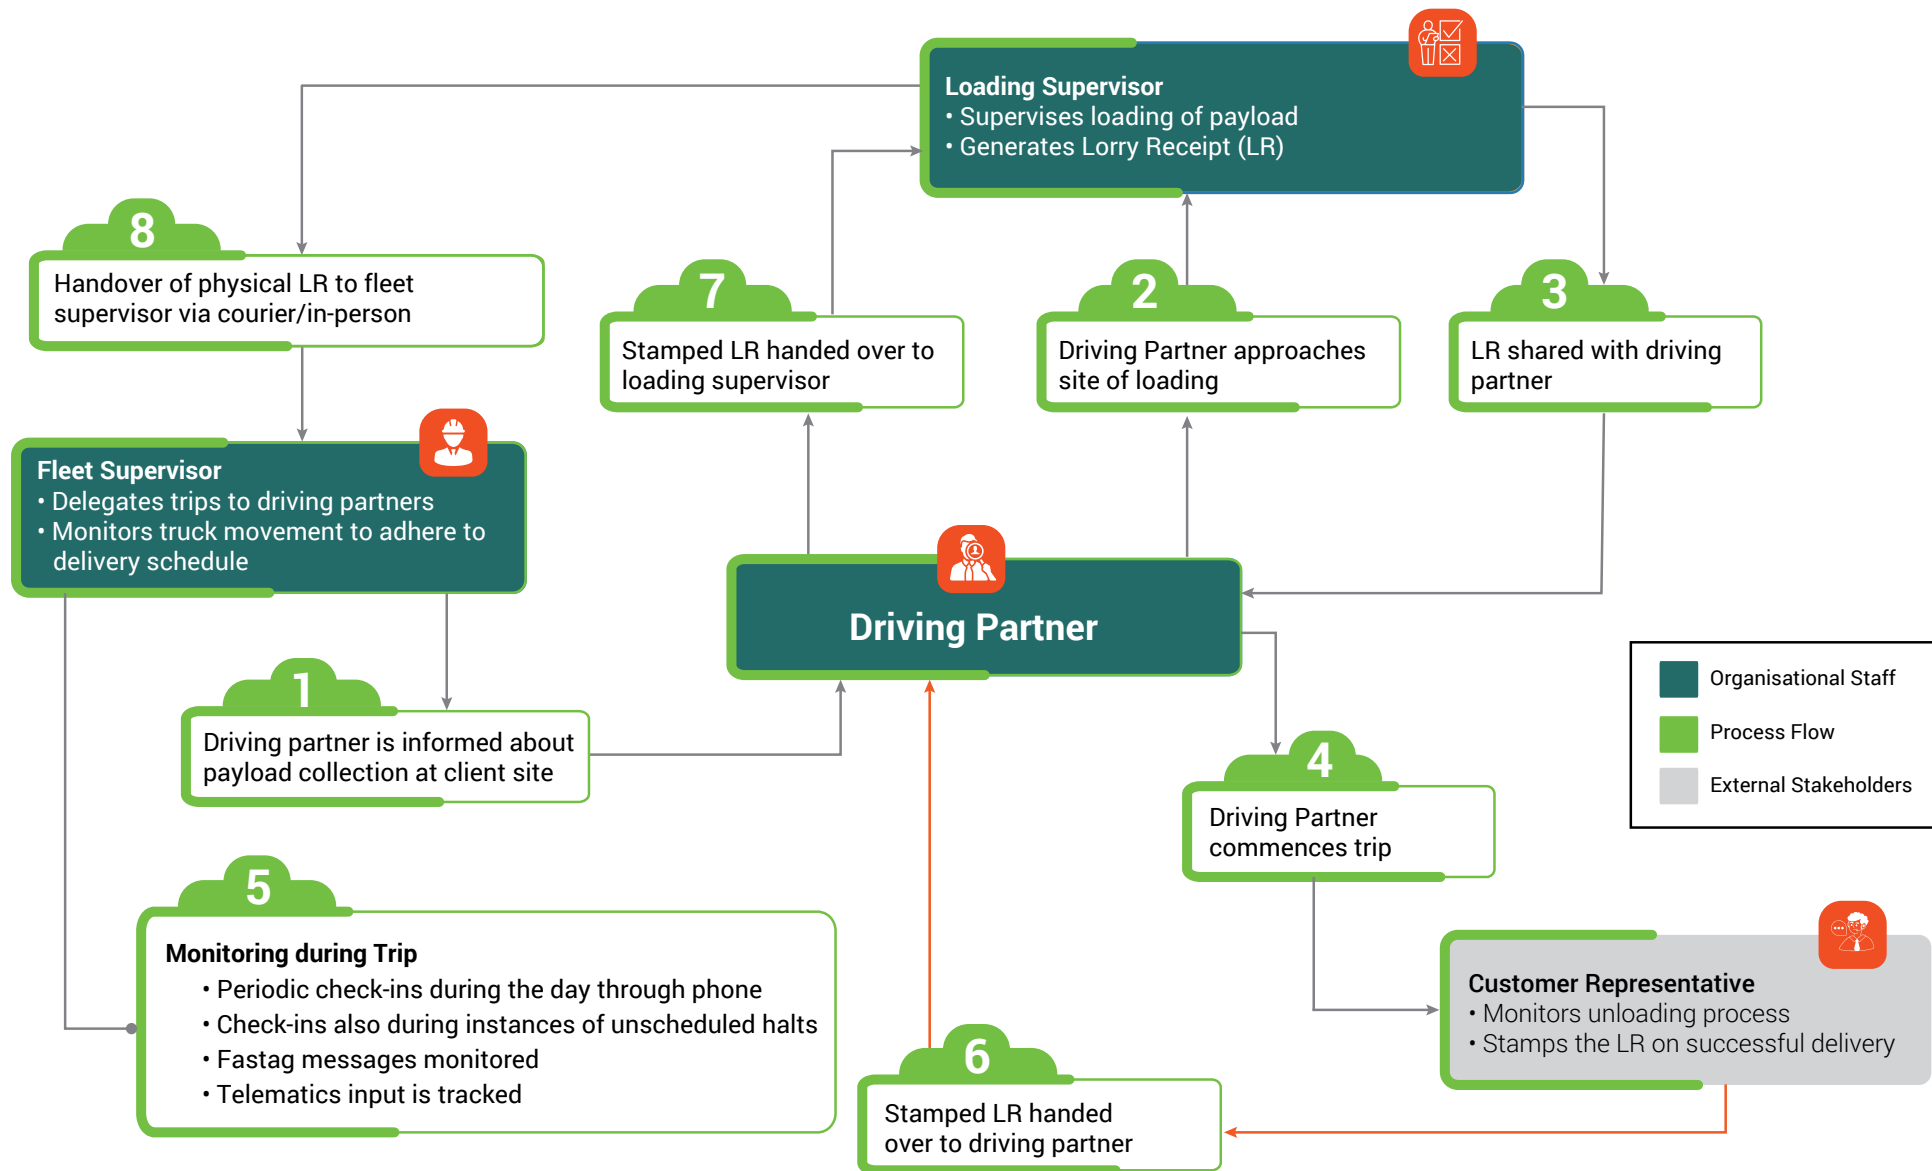 Loading Supervisor
• Supervises loading of payload
• Generates Lorry Receipt (LR)
8
Handover of physical LR to fleet
supervisor via courier/in-person
7
Stamped LR handed over to
loading supervisor
2
Driving Partner approaches
site of loading
3
LR shared with driving
partner
Fleet Supervisor
• Delegates trips to driving partners
• Monitors truck movement to adhere to
delivery schedule
Driving Partner
1
Driving partner is informed about
payload collection at client site
Organisational Staff
Process Flow
External Stakeholders
4
Driving Partner
commences trip
5
Monitoring during Trip
• Periodic check-ins during the day through phone
• Check-ins also during instances of unscheduled halts
• Fastag messages monitored
• Telematics input is tracked
Customer Representative
• Monitors unloading process
• Stamps the LR on successful delivery
6
Stamped LR handed
over to driving partner